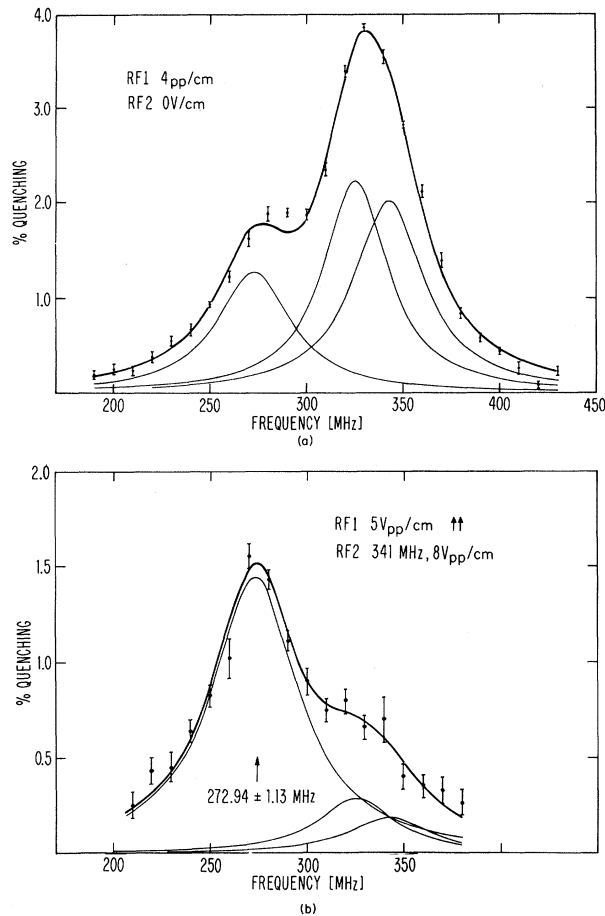 4.0
RF1 4pp/cm
RF2 0V/cm
3.0
% QUENCHING
2.0
1.0
200 250 300 350 400 450
FREQUENCY [MHz]
(a)
2.0
RF1 5Vpp/cm ⇈
RF2 341 MHz, 8Vpp/cm
1.5
% QUENCHING
1.0
0.5
272.94 ± 1.13 MHz
200 250 300 350
FREQUENCY [MHz]
(b)